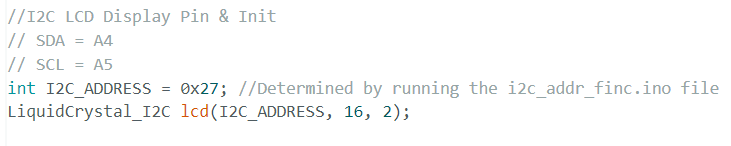 //I2C LCD Display Pin & Init
// SDA = A4
// SCL = A5
int I2C_ADDRESS = 0x27; //Determined by running the i2c_addr_finc.ino file
LiquidCrystal_I2C lcd(I2C_ADDRESS, 16, 2);